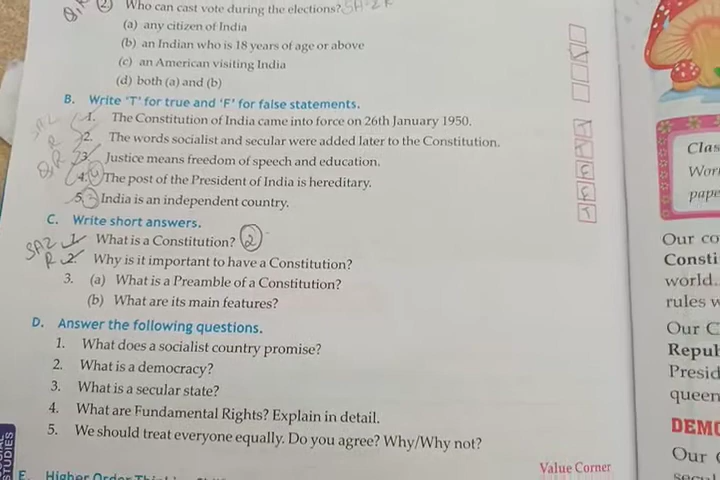 2. Who can cast vote during the elections?
(a) any citizen of India
(b) an Indian who is 18 years of age or above
(c) an American visiting India
(d) both (a) and (b)
B. Write 'T' for true and 'F' for false statements.
1. The Constitution of India came into force on 26th January 1950.
2. The words socialist and secular were added later to the Constitution.
3. Justice means freedom of speech and education.
4. The post of the President of India is hereditary.
5. India is an independent country.
C. Write short answers.
1. What is a Constitution? 2
2. Why is it important to have a Constitution?
3. (a) What is a Preamble of a Constitution?
(b) What are its main features?
D. Answer the following questions.
1. What does a socialist country promise?
2. What is a democracy?
3. What is a secular state?
4. What are Fundamental Rights? Explain in detail.
5. We should treat everyone equally. Do you agree? Why/Why not?
Value Corner
E. Higher Order
STUDIES
Clas
Wor
pape
Our co
Consti
world.
rules w
Our C
Repub
Presid
queen
DEMO
Our